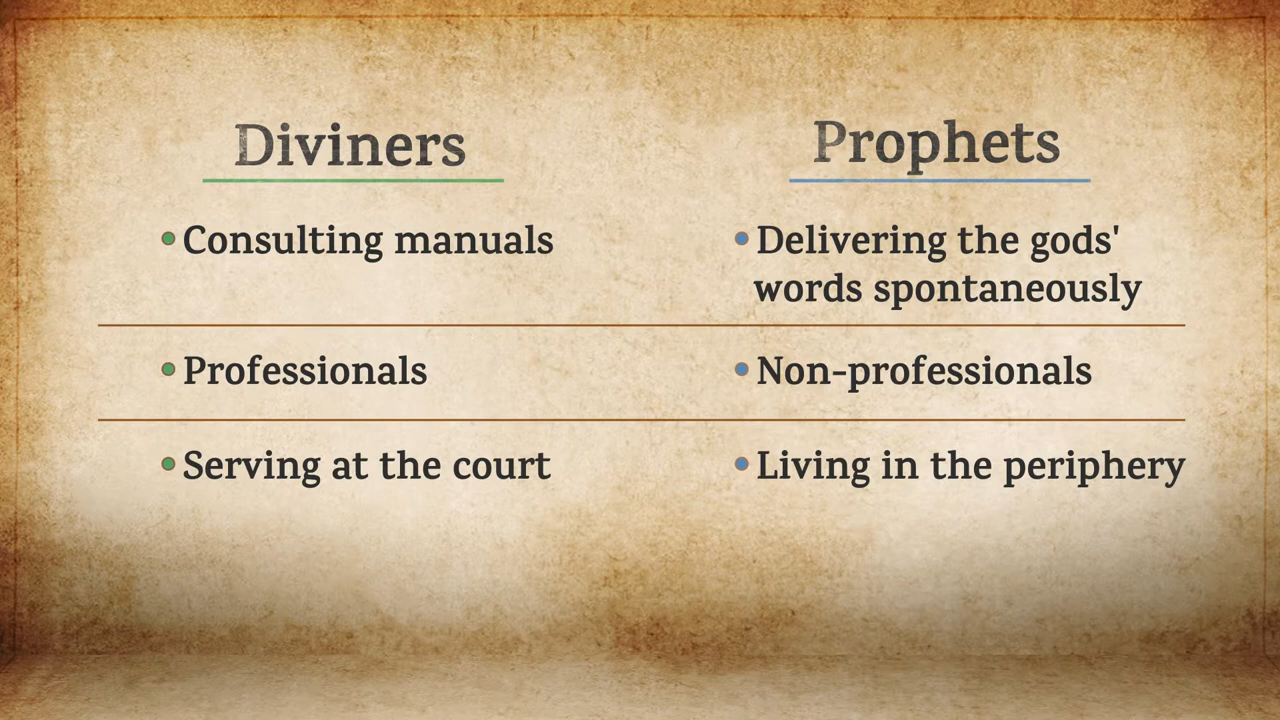 Diviners
Prophets
•Consulting manuals
•Delivering the gods'
words spontaneously
•Professionals
•Non-professionals
•Serving at the court
•Living in the periphery